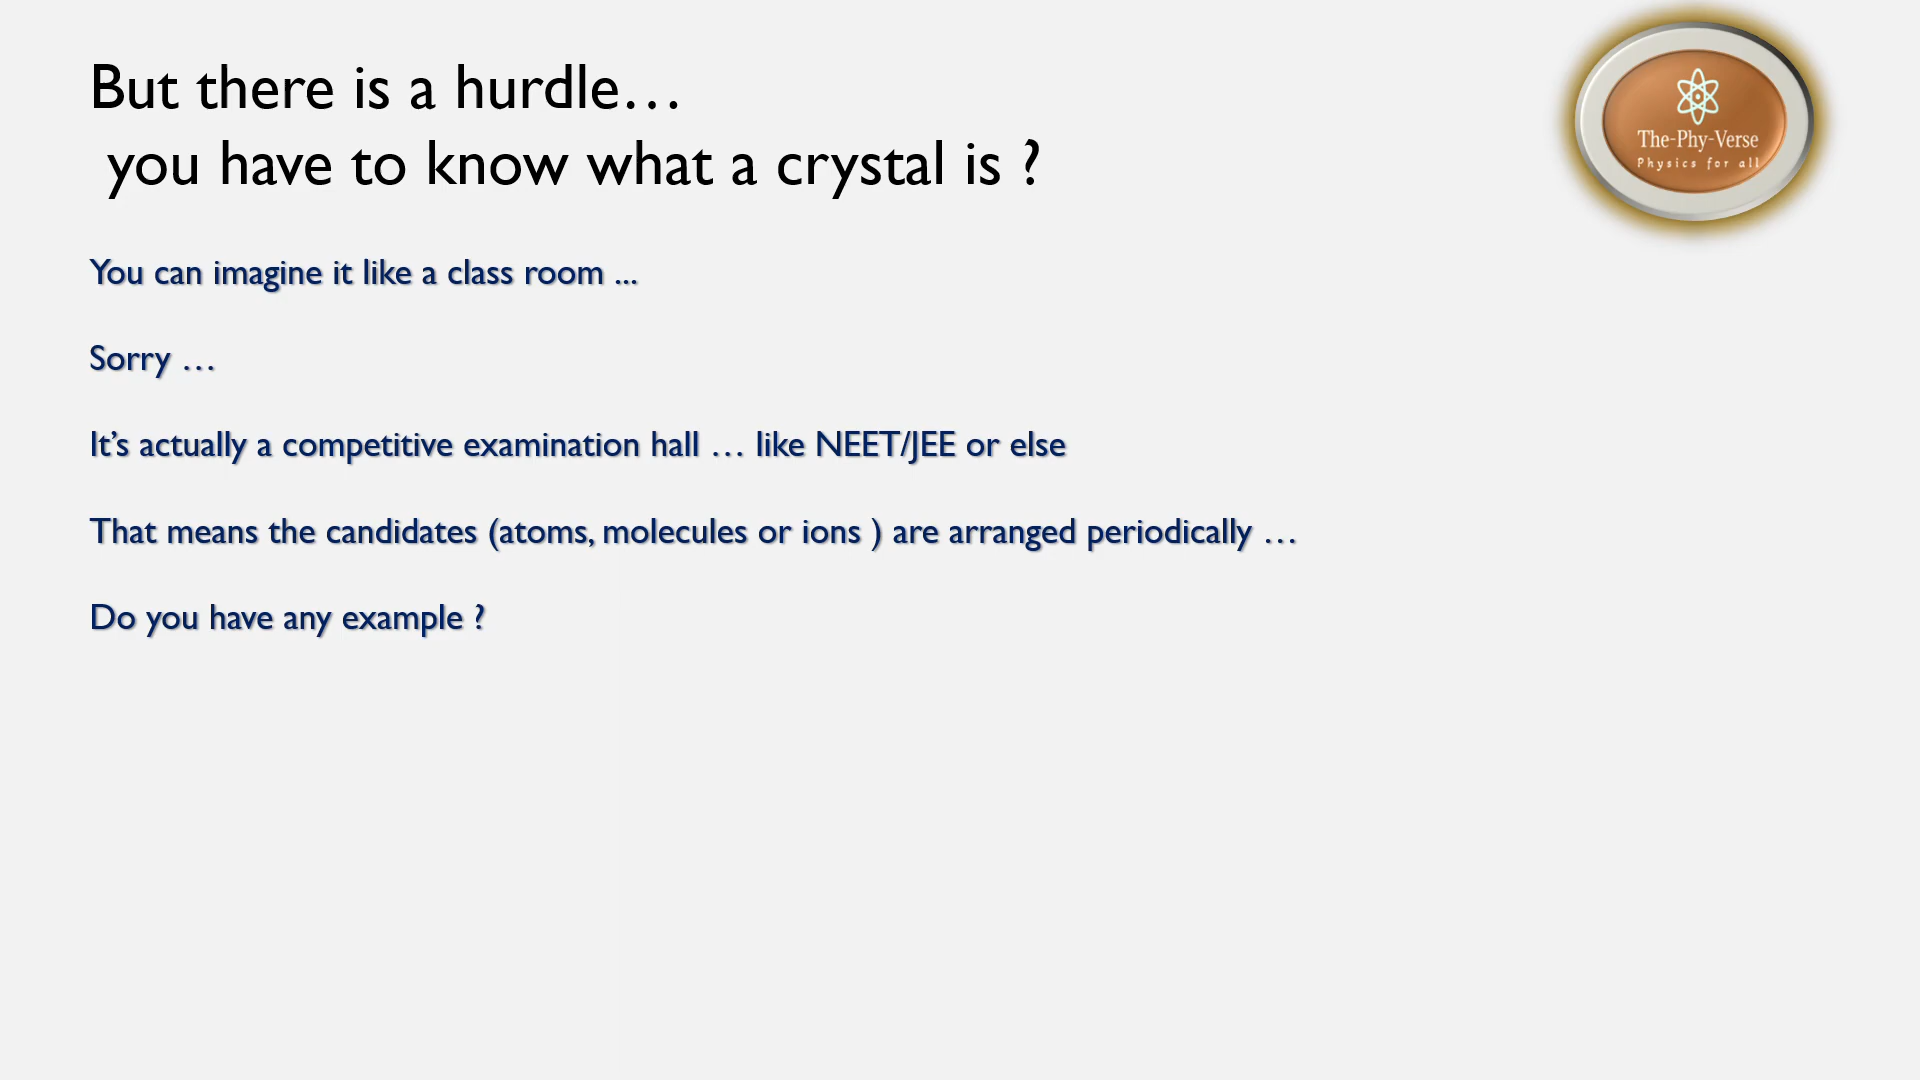 But there is a hurdle…
you have to know what a crystal is ?
The-Phy-Verse
Physics for all
You can imagine it like a class room ...
Sorry …
It’s actually a competitive examination hall … like NEET/JEE or else
That means the candidates (atoms, molecules or ions ) are arranged periodically …
Do you have any example ?